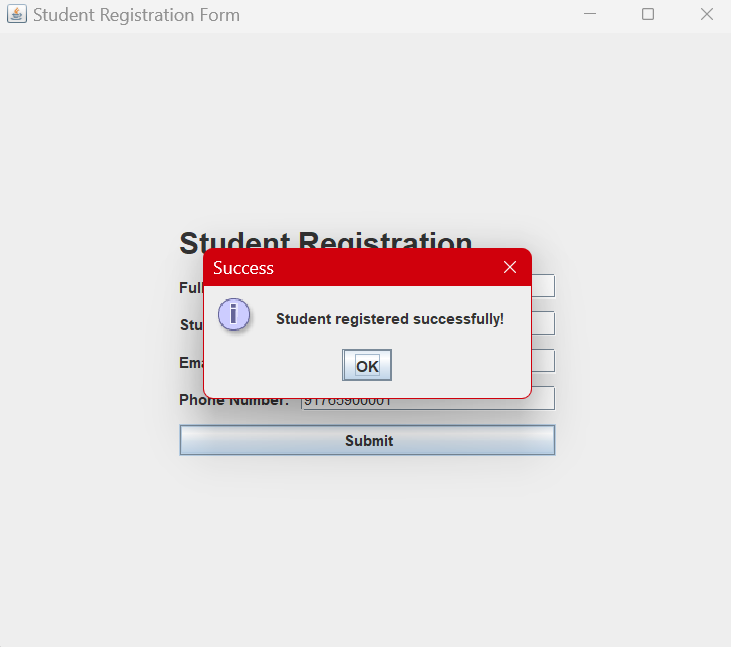 Student Registration Form
Student Registration
Success
Full
Student registered successfully!
Stu
Ema
OK
Phone Number:
91765900001
Submit